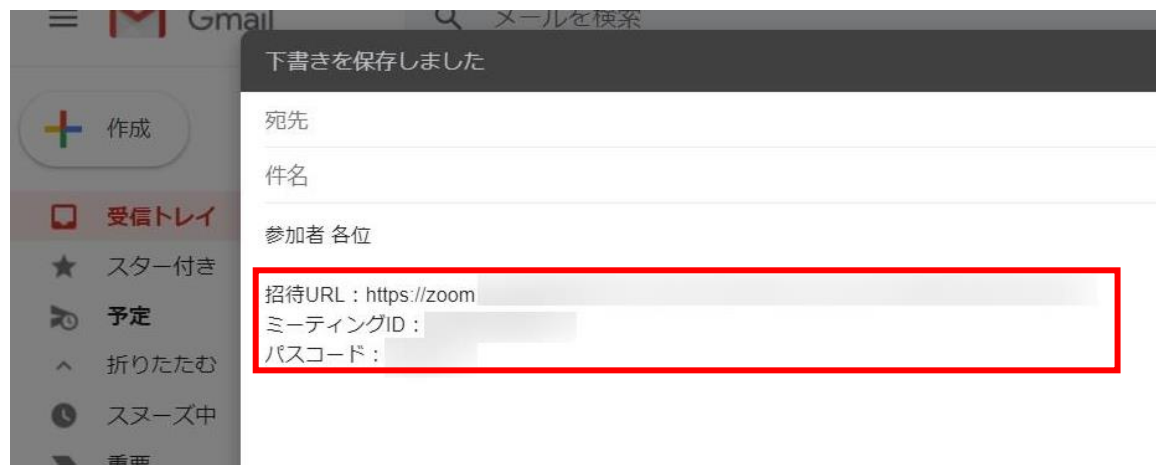 Gmail
メールを検索
下書きを保存しました
作成
宛先
件名
受信トレイ
参加者 各位
スター付き
招待URL：https://zoom
予定
ミーティングID：
パスコード：
折りたたむ
スヌーズ中
重要